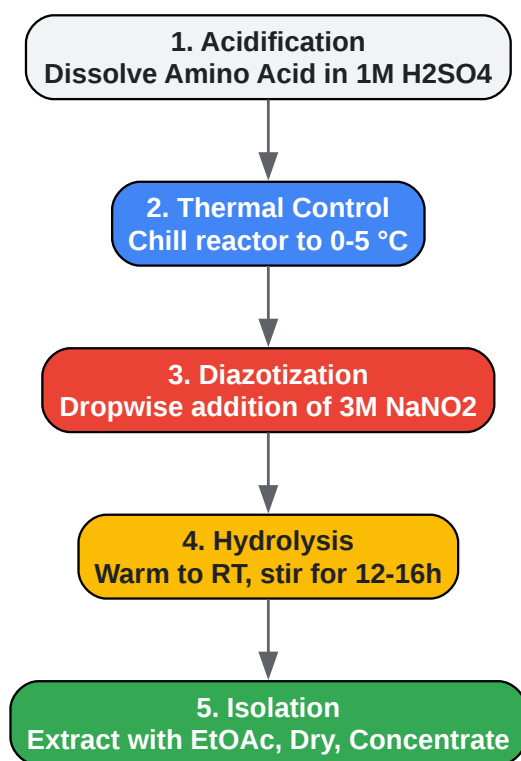 1. Acidification
Dissolve Amino Acid in 1M H2SO4
2. Thermal Control
Chill reactor to 0-5 °C
3. Diazotization
Dropwise addition of 3M NaNO2
4. Hydrolysis
Warm to RT, stir for 12-16h
5. Isolation
Extract with EtOAc, Dry, Concentrate